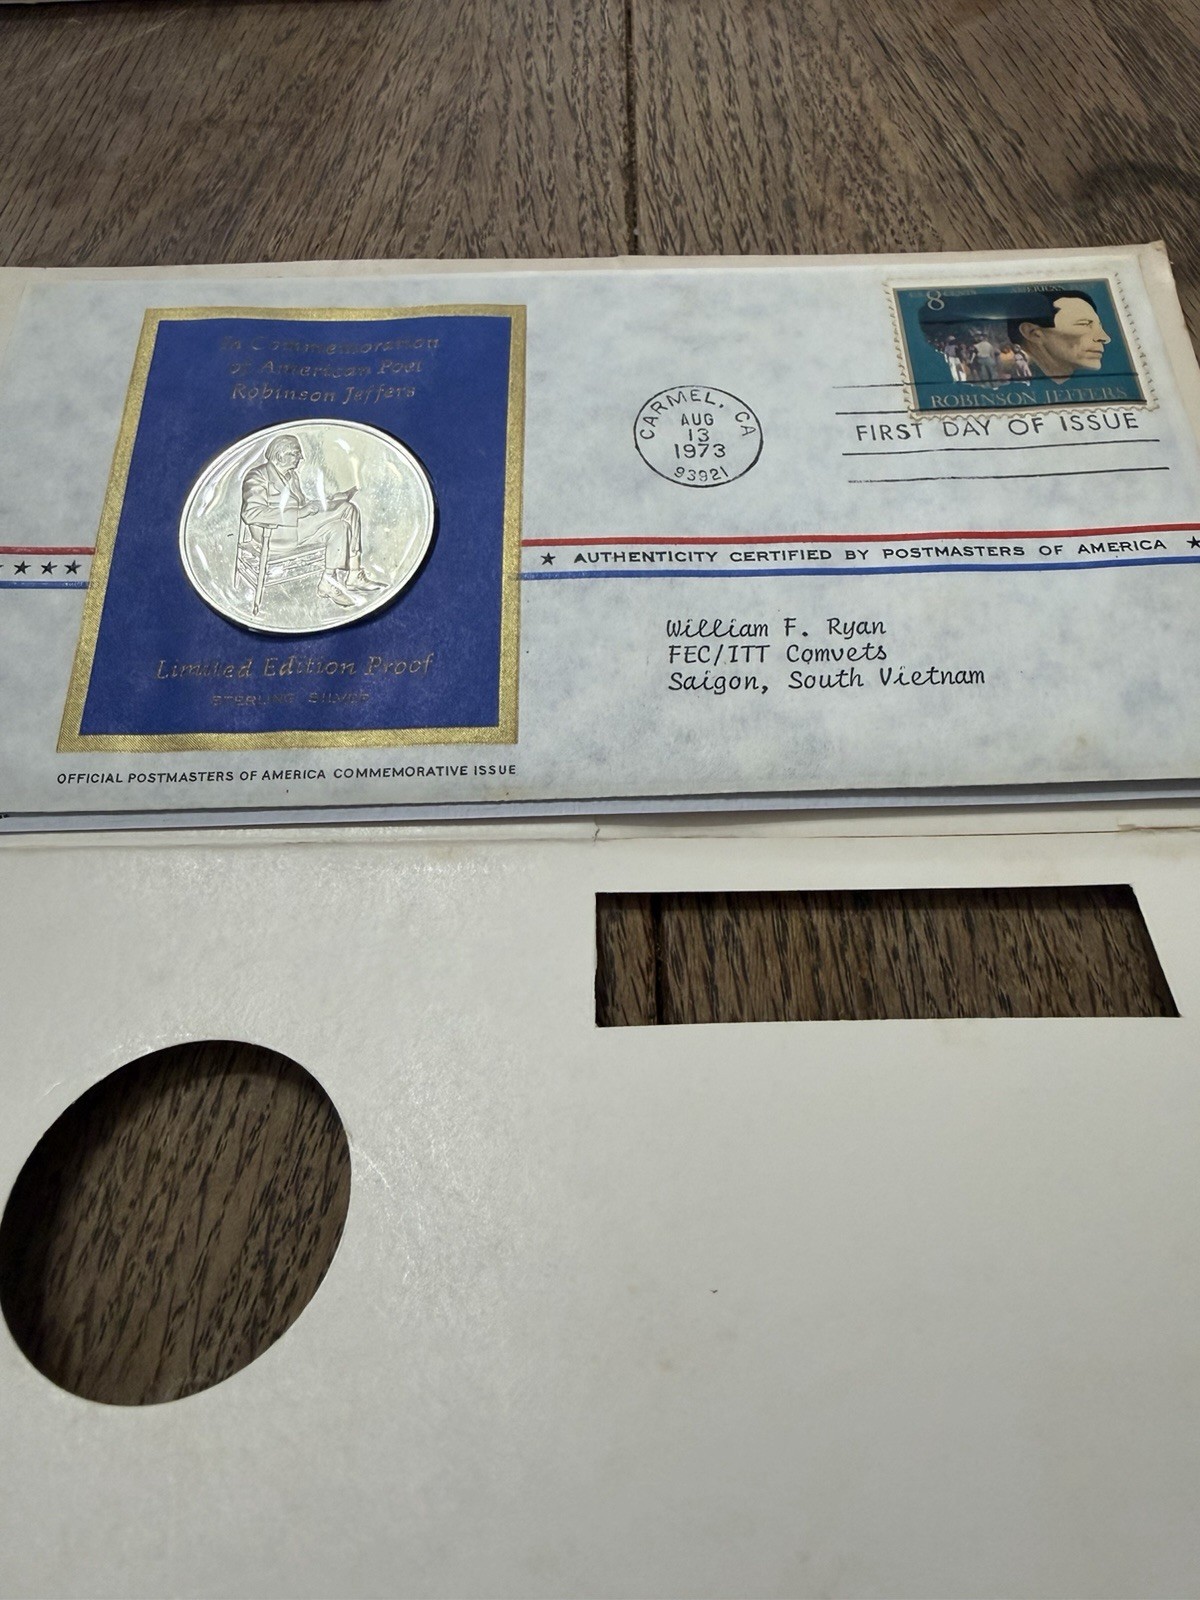 In Commemoration
of American Poet
Robinson Jeffers
Limited Edition Proof
STERLING SILVER
OFFICIAL POSTMASTERS OF AMERICA COMMEMORATIVE ISSUE
8 CENTS AMERICAN
ROBINSON JEFFERS
CARMEL, CA
AUG
13
1973
93921
FIRST DAY OF ISSUE
★ ★ ★ ★ AUTHENTICITY CERTIFIED BY POSTMASTERS OF AMERICA ★
William F. Ryan
FEC/ITT Comvets
Saigon, South Vietnam